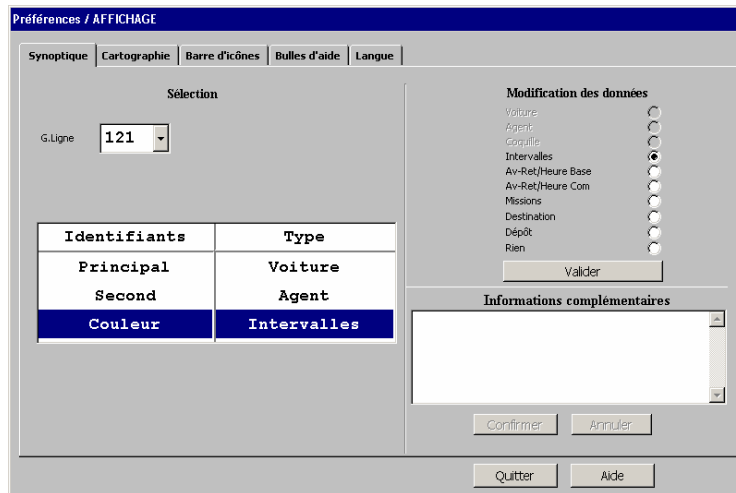 Préférences / AFFICHAGE
Synoptique Cartographie Barre d'icônes Bulles d'aide Langue
Sélection
G.Ligne 121
Identifiants Type
Principal Voiture
Second Agent
Couleur Intervalles
Modification des données
Voiture
Agent
Coquille
Intervalles
Av-Ret/Heure Base
Av-Ret/Heure Com
Missions
Destination
Dépôt
Rien
Valider
Informations complémentaires
Confirmer Annuler
Quitter Aide